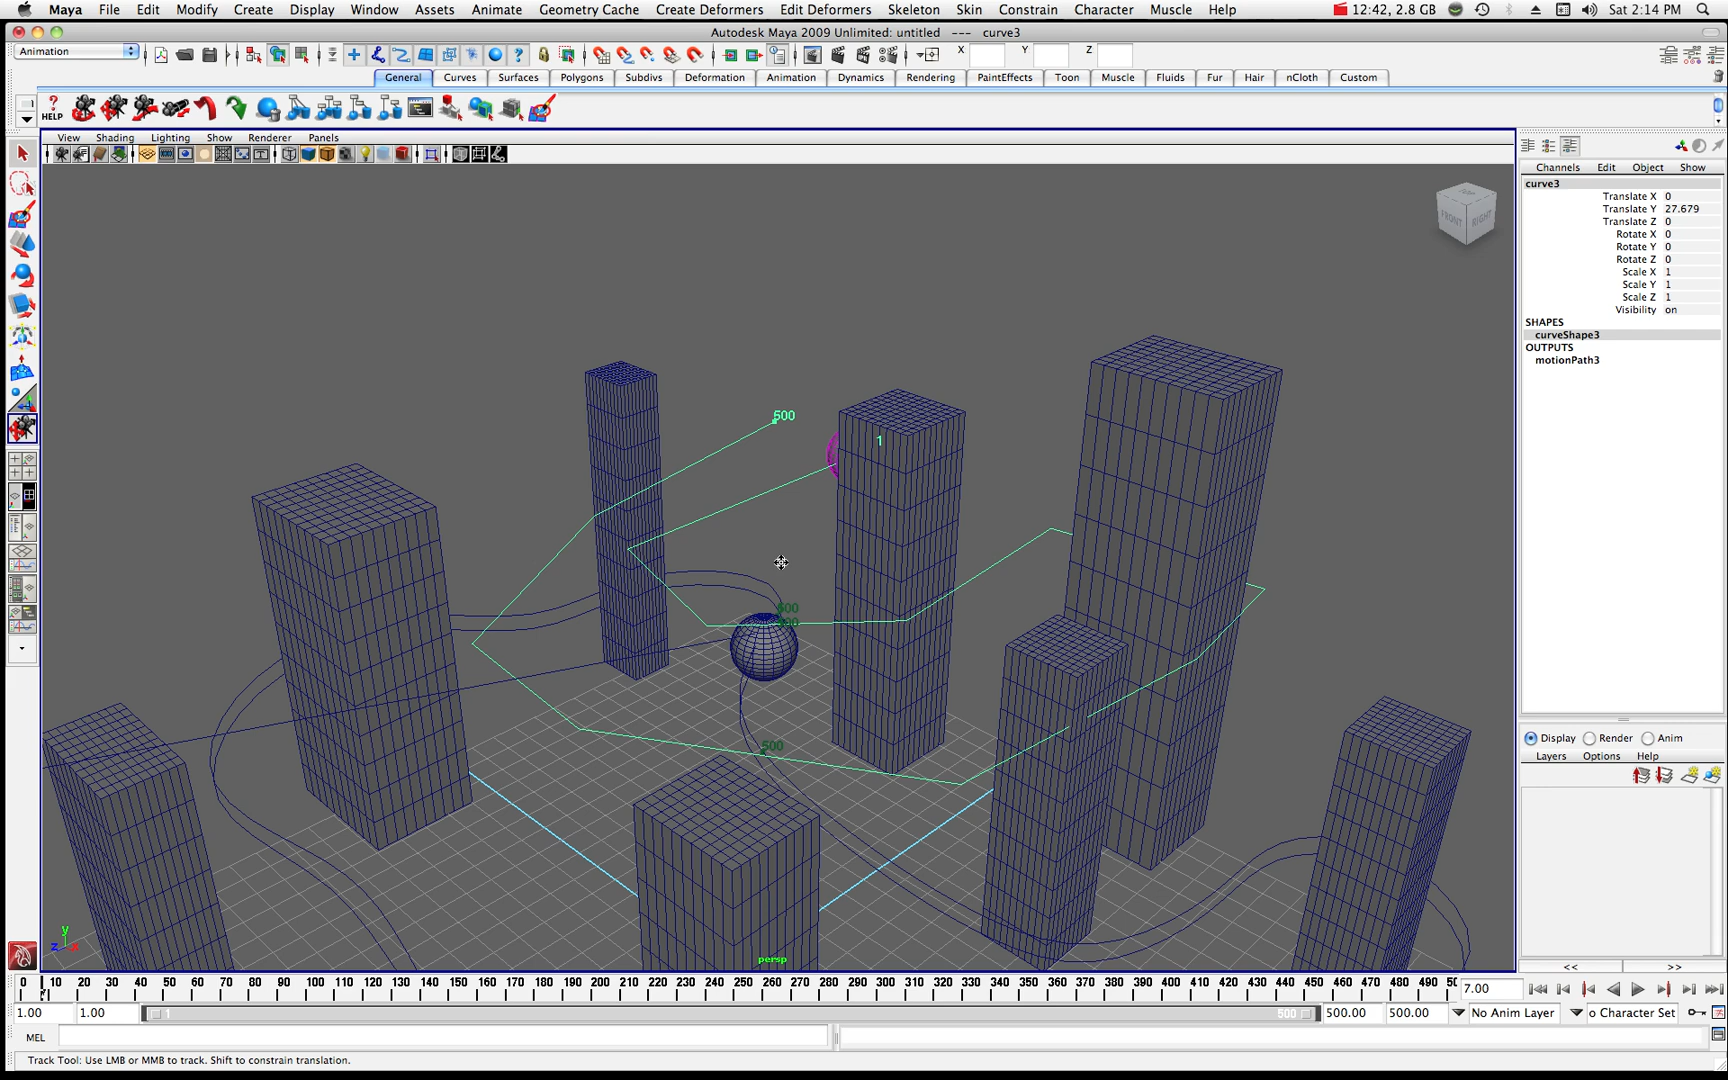 Maya File Edit Modify Create Display Window Assets Animate Geometry Cache Create Deformers Edit Deformers Skeleton Skin Constrain Character Muscle Help 12:42, 2.8 GB Sat 2:14 PM
Autodesk Maya 2009 Unlimited: untitled --- curve3
Animation X Y Z
General Curves Surfaces Polygons Subdivs Deformation Animation Dynamics Rendering PaintEffects Toon Muscle Fluids Fur Hair nCloth Custom
?
HELP
View Shading Lighting Show Renderer Panels
Channels Edit Object Show
curve3
Translate X 0
Translate Y 27.679
Translate Z 0
Rotate X 0
Rotate Y 0
Rotate Z 0
Scale X 1
Scale Y 1
Scale Z 1
Visibility on
SHAPES
curveShape3
OUTPUTS
motionPath3
FRONT RIGHT
500
1
500
500
Display Render Anim
Layers Options Help
<< >>
y
z x
persp
0 10 20 30 40 50 60 70 80 90 100 110 120 130 140 150 160 170 180 190 200 210 220 230 240 250 260 270 280 290 300 310 320 330 340 350 360 370 380 390 400 410 420 430 440 450 460 470 480 490 50 7.00
1.00 1.00 1 500 500.00 500.00 No Anim Layer o Character Set
MEL
Track Tool: Use LMB or MMB to track. Shift to constrain translation.